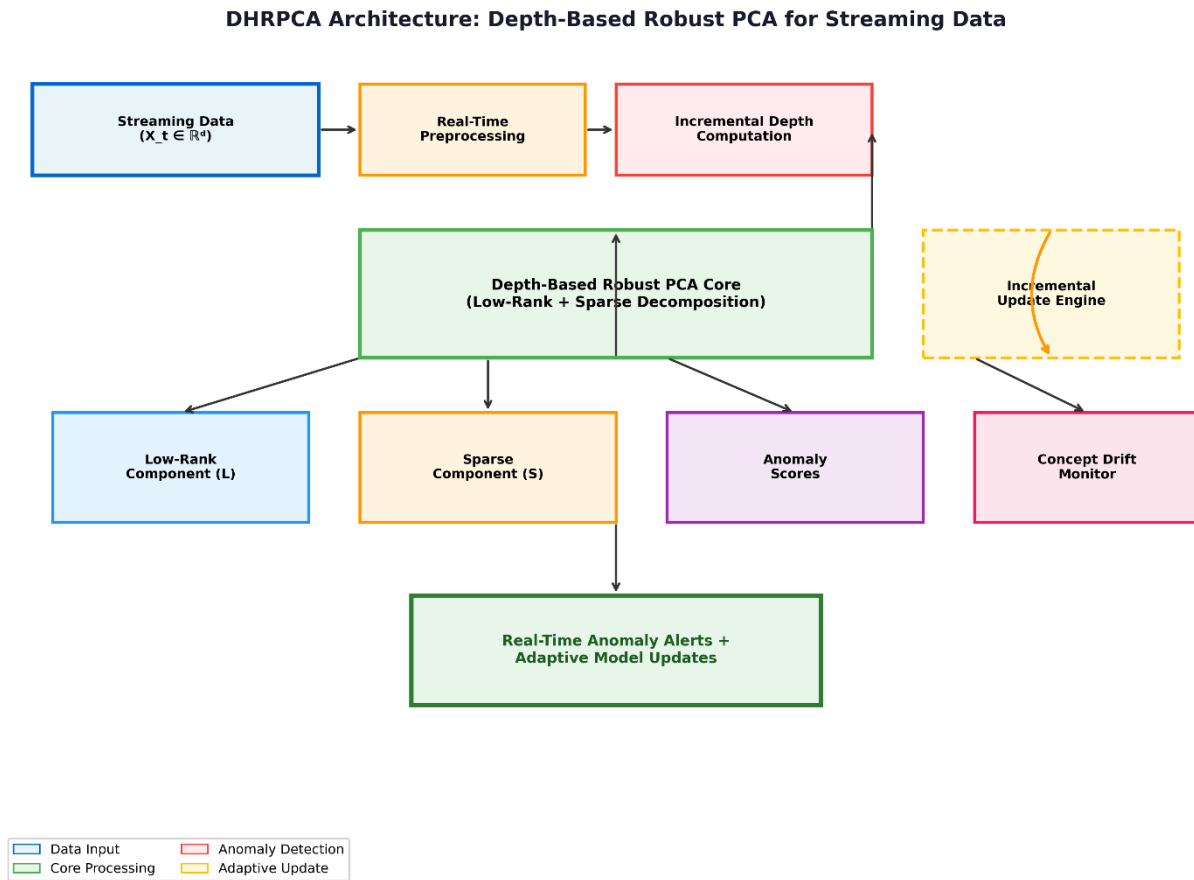 DHRPCA Architecture: Depth-Based Robust PCA for Streaming Data
Streaming Data
(X_t ∈ ℝᵈ)
Real-Time
Preprocessing
Incremental Depth
Computation
Depth-Based Robust PCA Core
(Low-Rank + Sparse Decomposition)
Incremental
Update Engine
Low-Rank
Component (L)
Sparse
Component (S)
Anomaly
Scores
Concept Drift
Monitor
Real-Time Anomaly Alerts +
Adaptive Model Updates
Data Input
Core Processing
Anomaly Detection
Adaptive Update